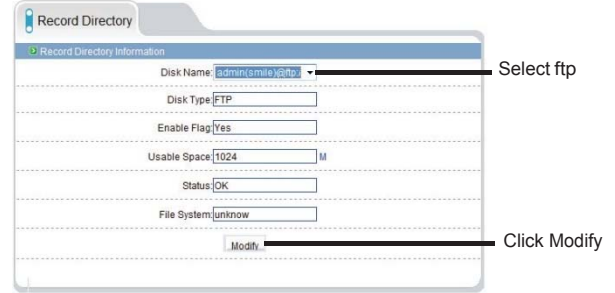 Record Directory
Record Directory Information
Disk Name: admin(smile)@ftp:
Select ftp
Disk Type: FTP
Enable Flag: Yes
Usable Space: 1024 M
Status: OK
File System: unknow
Modify
Click Modify